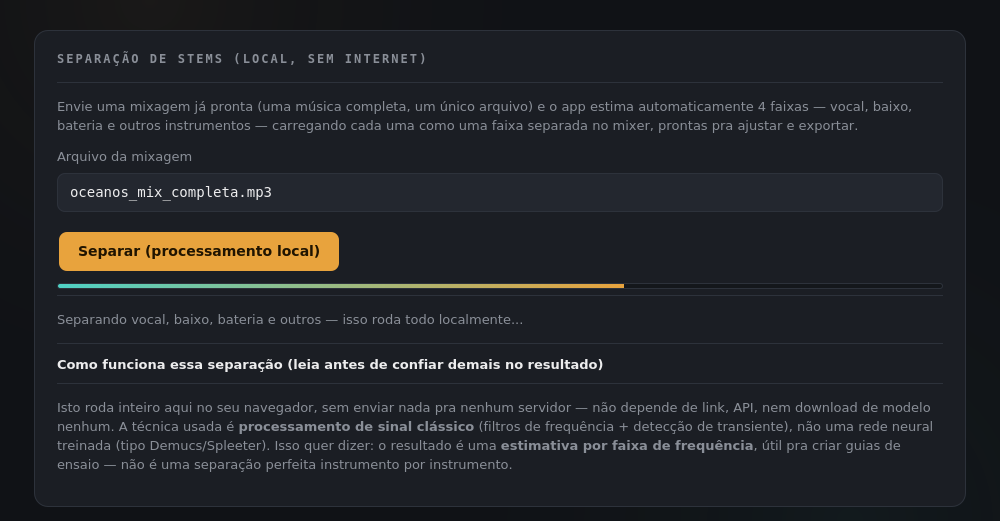 SEPARAÇÃO DE STEMS (LOCAL, SEM INTERNET)
Envie uma mixagem já pronta (uma música completa, um único arquivo) e o app estima automaticamente 4 faixas — vocal, baixo,
bateria e outros instrumentos — carregando cada uma como uma faixa separada no mixer, prontas pra ajustar e exportar.
Arquivo da mixagem
oceanos_mix_completa.mp3
Separar (processamento local)
Separando vocal, baixo, bateria e outros — isso roda todo localmente...
Como funciona essa separação (leia antes de confiar demais no resultado)
Isto roda inteiro aqui no seu navegador, sem enviar nada pra nenhum servidor — não depende de link, API, nem download de modelo
nenhum. A técnica usada é processamento de sinal clássico (filtros de frequência + detecção de transiente), não uma rede neural
treinada (tipo Demucs/Spleeter). Isso quer dizer: o resultado é uma estimativa por faixa de frequência, útil pra criar guias de
ensaio — não é uma separação perfeita instrumento por instrumento.